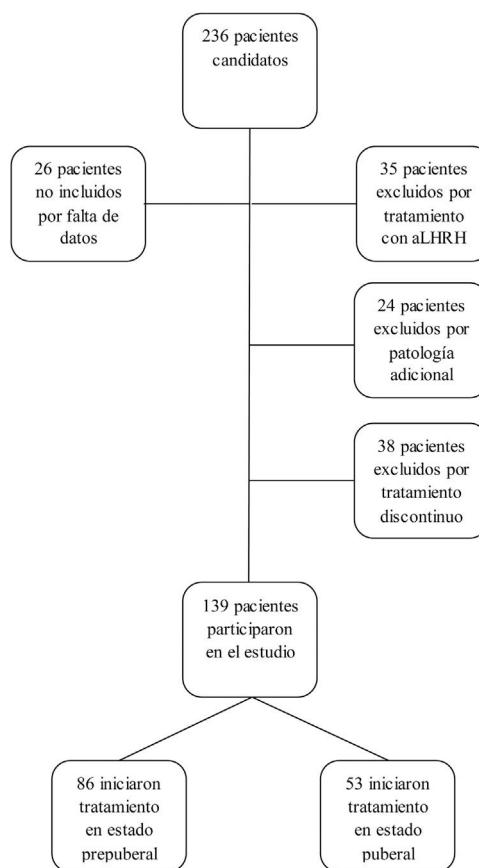 236 pacientes
candidatos
26 pacientes
no incluidos
por falta de
datos
35 pacientes
excluidos por
tratamiento
con aLHRH
24 pacientes
excluidos por
patología
adicional
38 pacientes
excluidos por
tratamiento
discontinuo
139 pacientes
participaron
en el estudio
86 iniciaron
tratamiento
en estado
prepuberal
53 iniciaron
tratamiento
en estado
puberal